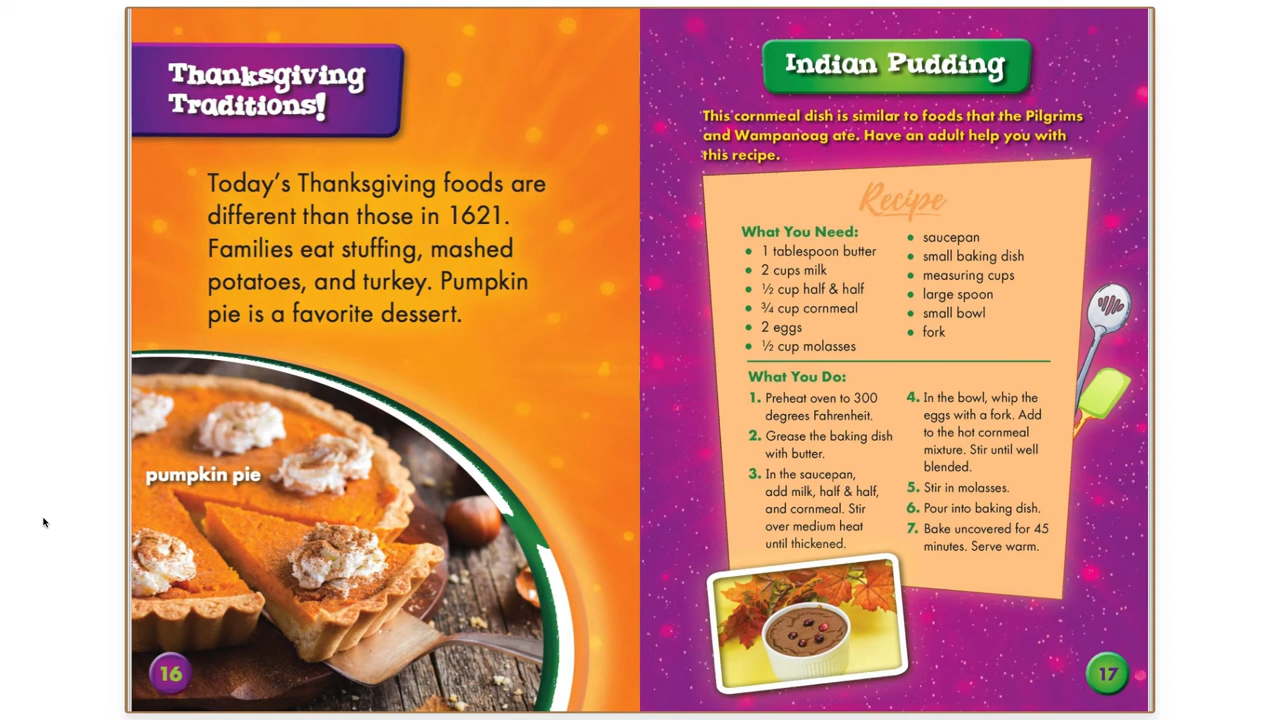 Thanksgiving
Traditions!
Today's Thanksgiving foods are
different than those in 1621.
Families eat stuffing, mashed
potatoes, and turkey. Pumpkin
pie is a favorite dessert.
pumpkin pie
16
Indian Pudding
This cornmeal dish is similar to foods that the Pilgrims
and Wampanoag ate. Have an adult help you with
this recipe.
Recipe
What You Need:
• 1 tablespoon butter
• 2 cups milk
• ½ cup half & half
• ¾ cup cornmeal
• 2 eggs
• ½ cup molasses
• saucepan
• small baking dish
• measuring cups
• large spoon
• small bowl
• fork
What You Do:
1. Preheat oven to 300
degrees Fahrenheit.
2. Grease the baking dish
with butter.
3. In the saucepan,
add milk, half & half,
and cornmeal. Stir
over medium heat
until thickened.
4. In the bowl, whip the
eggs with a fork. Add
to the hot cornmeal
mixture. Stir until well
blended.
5. Stir in molasses.
6. Pour into baking dish.
7. Bake uncovered for 45
minutes. Serve warm.
17